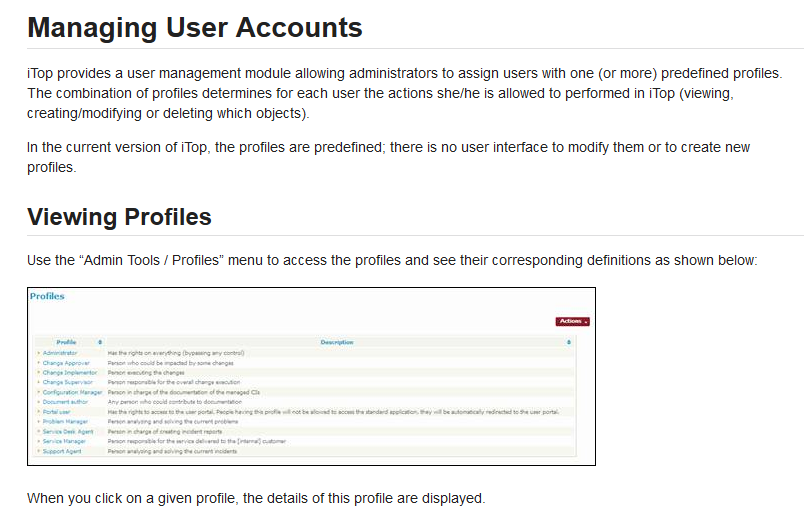 Managing User Accounts
iTop provides a user management module allowing administrators to assign users with one (or more) predefined profiles.
The combination of profiles determines for each user the actions she/he is allowed to performed in iTop (viewing,
creating/modifying or deleting which objects).
In the current version of iTop, the profiles are predefined; there is no user interface to modify them or to create new
profiles.
Viewing Profiles
Use the “Admin Tools / Profiles” menu to access the profiles and see their corresponding definitions as shown below:
Profiles
Actions
Profile Description
Administrator Has the rights on everything (bypassing any control)
Change Approver Person who could be impacted by some changes
Change Implementor Person executing the changes
Change Supervisor Person responsible for the overall change execution
Configuration Manager Person in charge of the documentation of the managed CIs
Document author Any person who could contribute to documentation
Portal user Has the rights to access to the user portal. People having this profile will not be allowed to access the standard application, they will be automatically redirected to the user portal.
Problem Manager Person analyzing and solving the current problems
Service Desk Agent Person in charge of creating incident reports
Service Manager Person responsible for the service delivered to the [internal] customer
Support Agent Person analyzing and solving the current incidents
When you click on a given profile, the details of this profile are displayed.